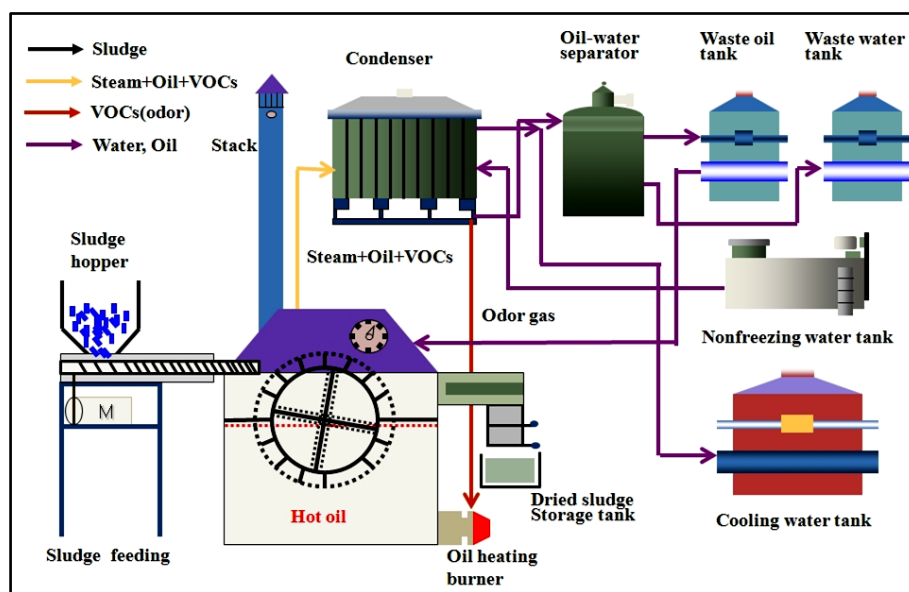 Sludge
Steam+Oil+VOCs
VOCs(odor)
Water, Oil
Stack
Condenser
Oil-water
separator
Waste oil
tank
Waste water
tank
Sludge
hopper
Steam+Oil+VOCs
Odor gas
Nonfreezing water tank
M
Hot oil
Dried sludge
Storage tank
Cooling water tank
Sludge feeding
Oil heating
burner